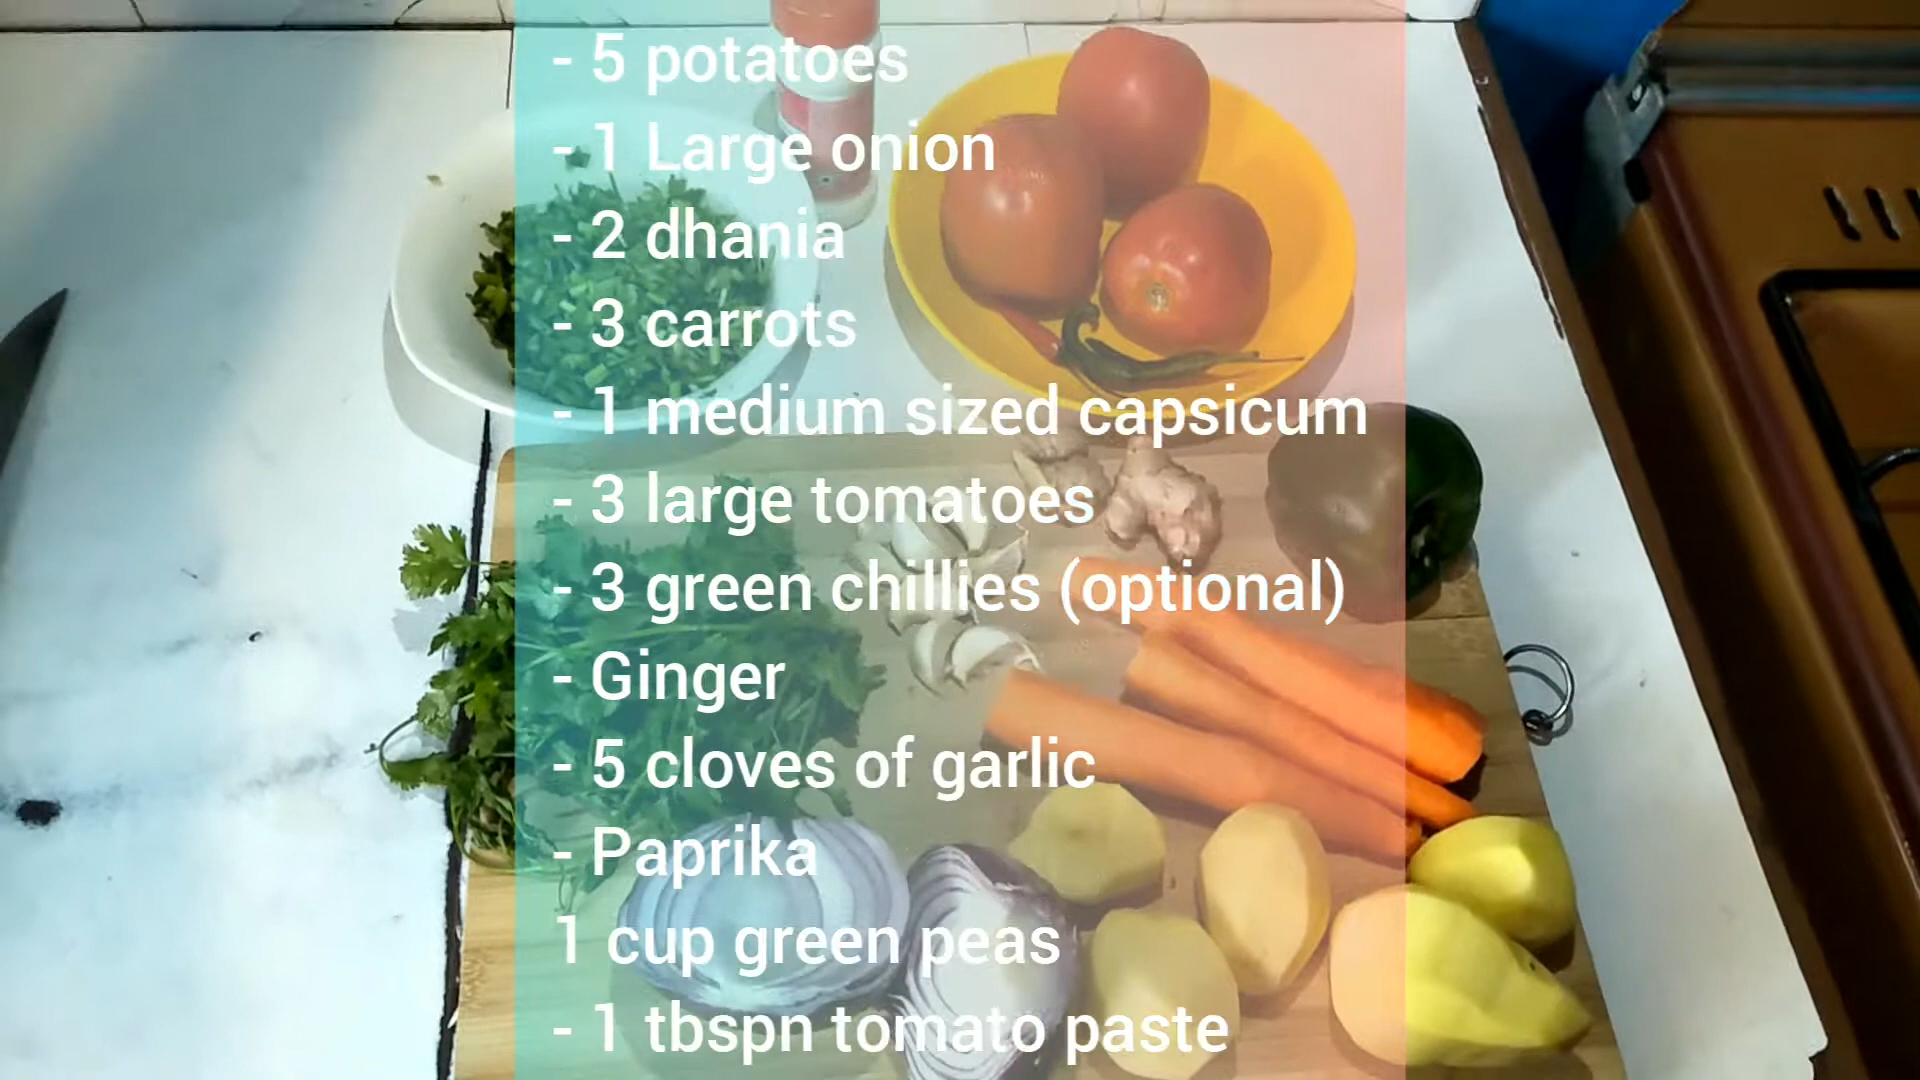 - 5 potatoes
- 1 Large onion
- 2 dhania
- 3 carrots
- 1 medium sized capsicum
- 3 large tomatoes
- 3 green chillies (optional)
- Ginger
- 5 cloves of garlic
- Paprika
1 cup green peas
- 1 tbspn tomato paste